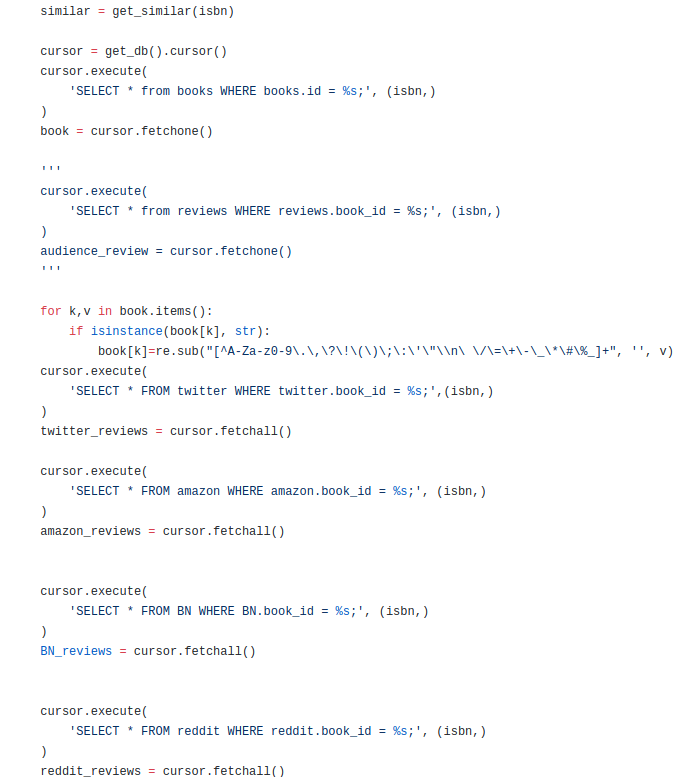 similar = get_similar(isbn)
cursor = get_db().cursor()
cursor.execute(
'SELECT * from books WHERE books.id = %s;', (isbn,)
)
book = cursor.fetchone()
'''
cursor.execute(
'SELECT * from reviews WHERE reviews.book_id = %s;', (isbn,)
)
audience_review = cursor.fetchone()
'''
for k,v in book.items():
if isinstance(book[k], str):
book[k]=re.sub("[^A-Za-z0-9\.\,\?\!\(\)\;\:\'\"\\n\ \/\=\+\-\_\*\#\%_]+", '', v)
cursor.execute(
'SELECT * FROM twitter WHERE twitter.book_id = %s;',(isbn,)
)
twitter_reviews = cursor.fetchall()
cursor.execute(
'SELECT * FROM amazon WHERE amazon.book_id = %s;', (isbn,)
)
amazon_reviews = cursor.fetchall()
cursor.execute(
'SELECT * FROM BN WHERE BN.book_id = %s;', (isbn,)
)
BN_reviews = cursor.fetchall()
cursor.execute(
'SELECT * FROM reddit WHERE reddit.book_id = %s;', (isbn,)
)
reddit_reviews = cursor.fetchall()